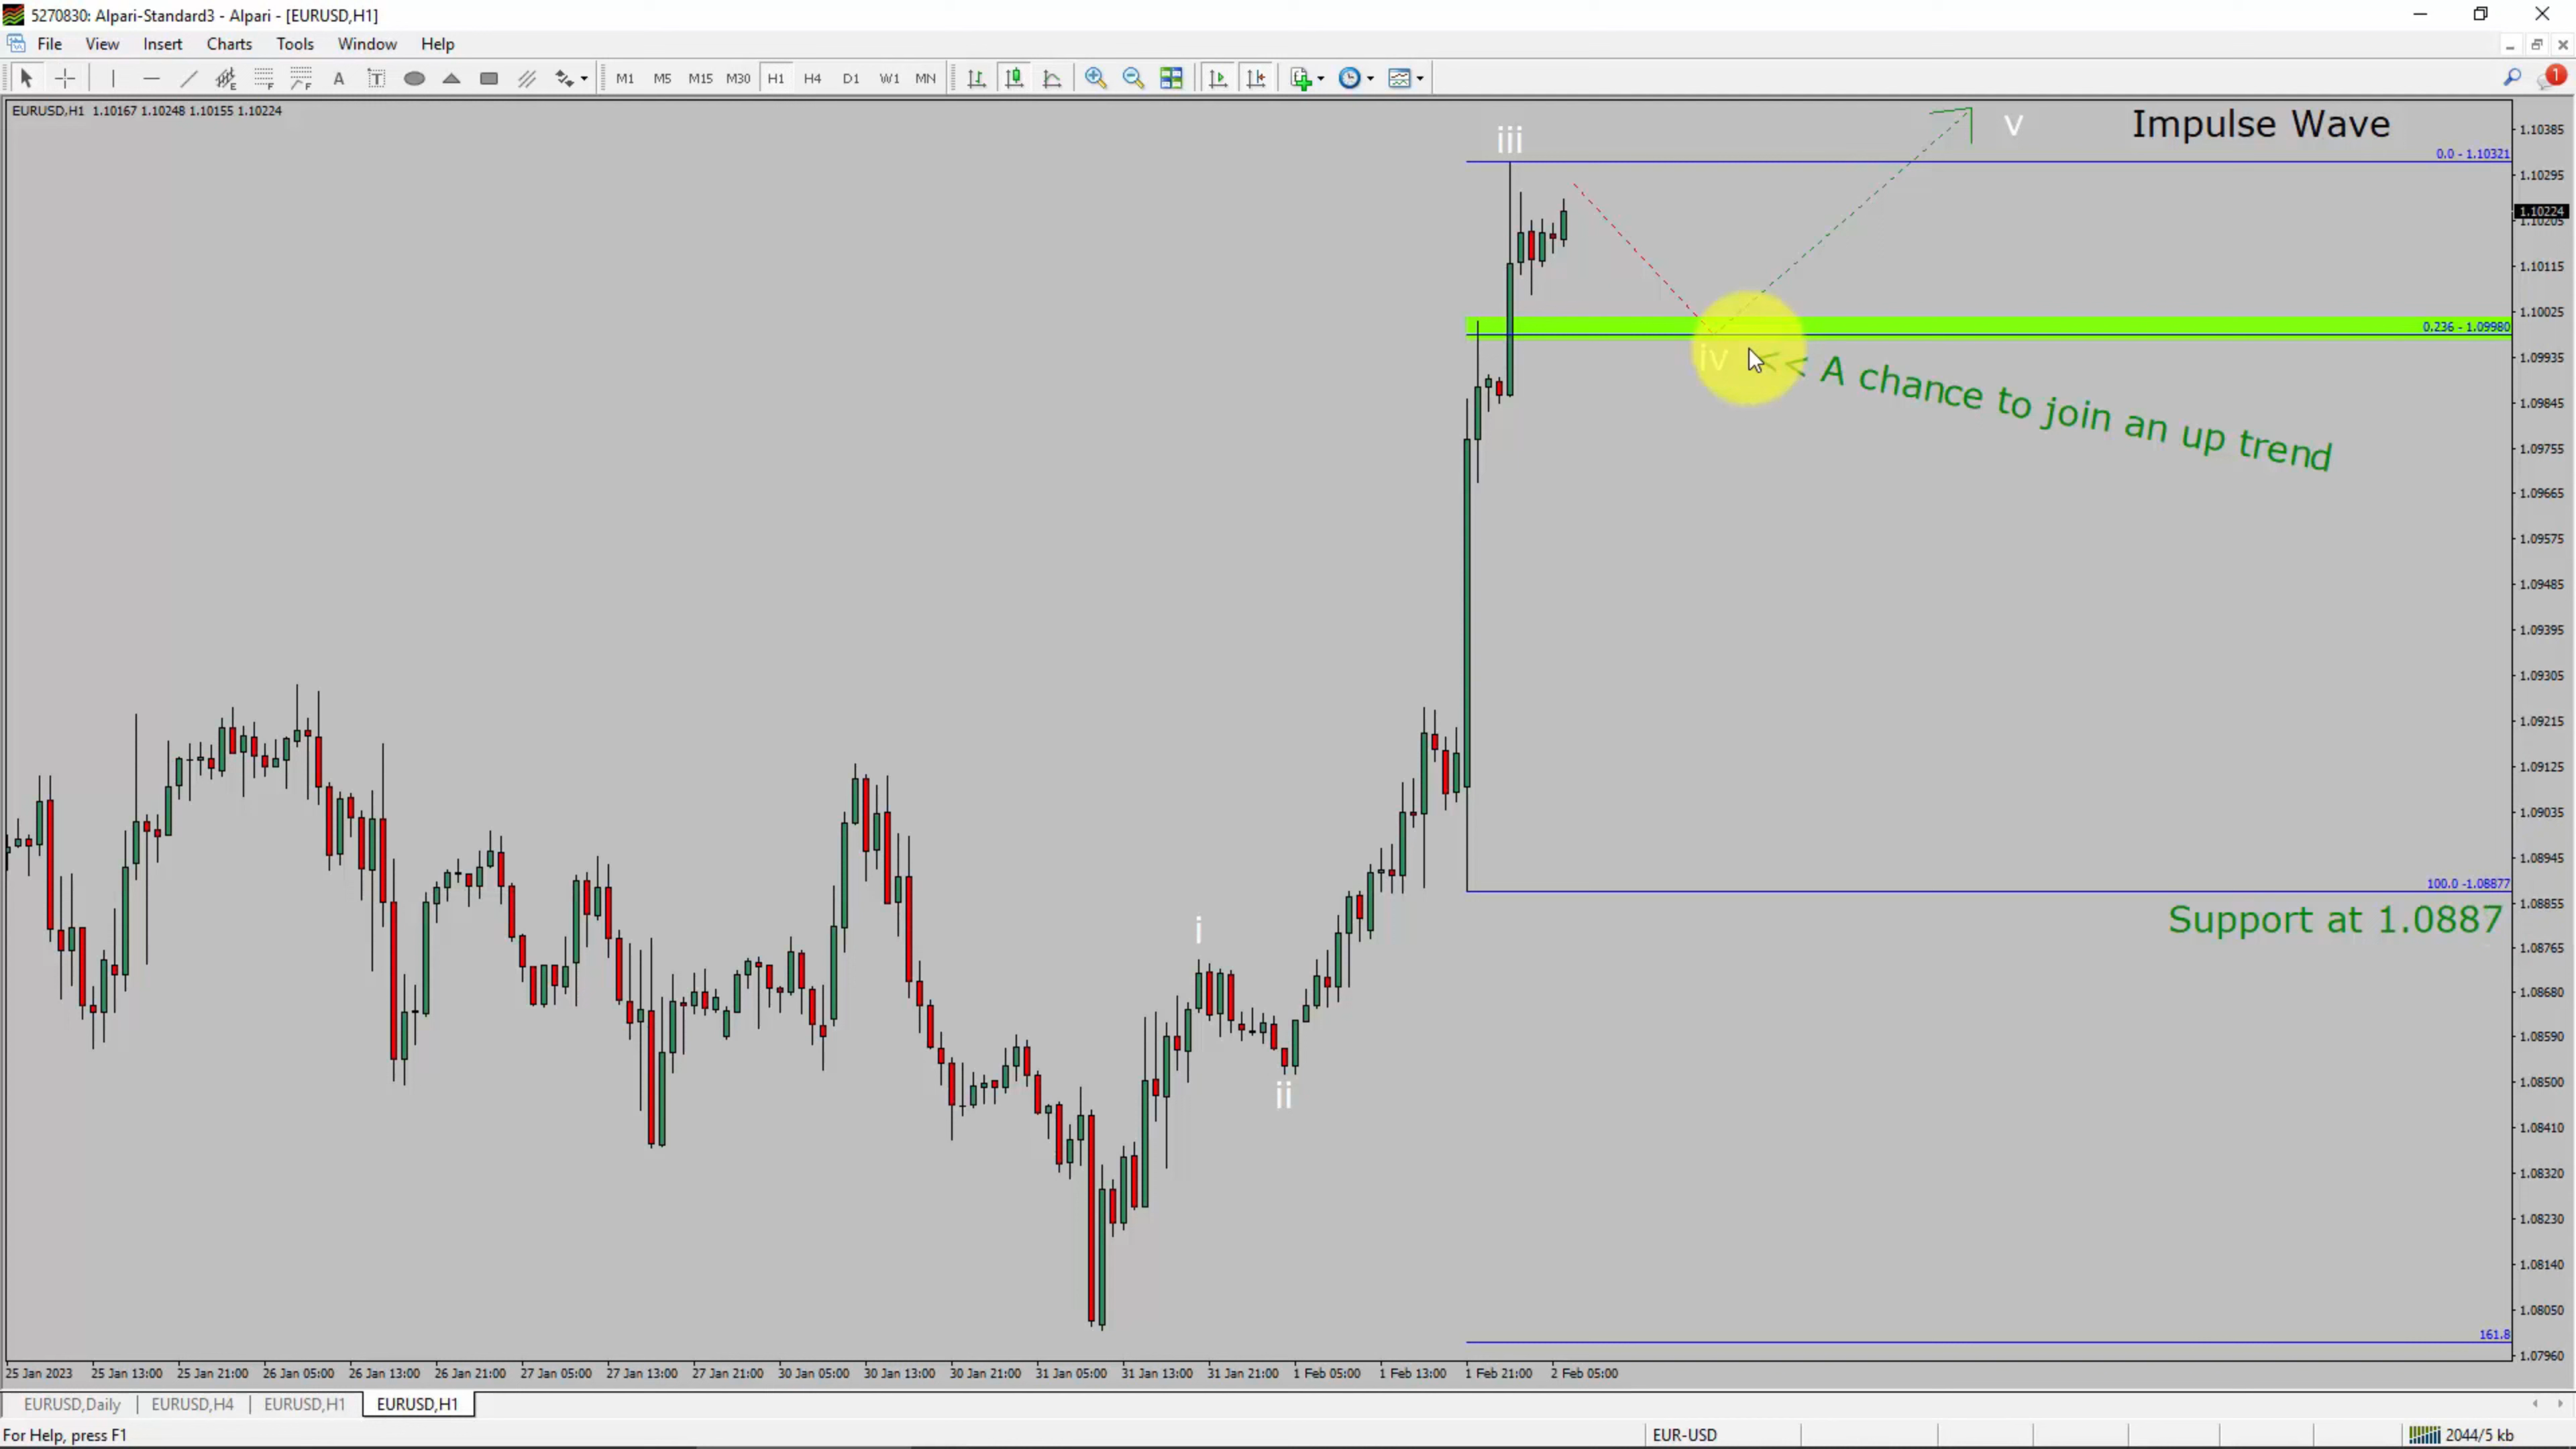 5270830: Alpari-Standard3 - Alpari - [EURUSD,H1]
File View Insert Charts Tools Window Help
M1 M5 M15 M30 H1 H4 D1 W1 MN
1
EURUSD,H1 1.10167 1.10248 1.10155 1.10224
iii
v
Impulse Wave
0.0 - 1.10321
1.10385
1.10295
1.10224
1.10205
1.10115
1.10025
0.236 - 1.09980
iv
<< A chance to join an up trend
1.09935
1.09845
1.09755
1.09665
1.09575
1.09485
1.09395
1.09305
1.09215
1.09125
1.09035
1.08945
100.0 -1.08877
1.08855
Support at 1.0887
i
1.08765
1.08680
1.08590
ii
1.08500
1.08410
1.08320
1.08230
1.08140
1.08050
161.8
1.07960
25 Jan 2023 25 Jan 13:00 25 Jan 21:00 26 Jan 05:00 26 Jan 13:00 26 Jan 21:00 27 Jan 05:00 27 Jan 13:00 27 Jan 21:00 30 Jan 05:00 30 Jan 13:00 30 Jan 21:00 31 Jan 05:00 31 Jan 13:00 31 Jan 21:00 1 Feb 05:00 1 Feb 13:00 1 Feb 21:00 2 Feb 05:00
EURUSD,Daily EURUSD,H4 EURUSD,H1 EURUSD,H1
For Help, press F1 EUR-USD 2044/5 kb